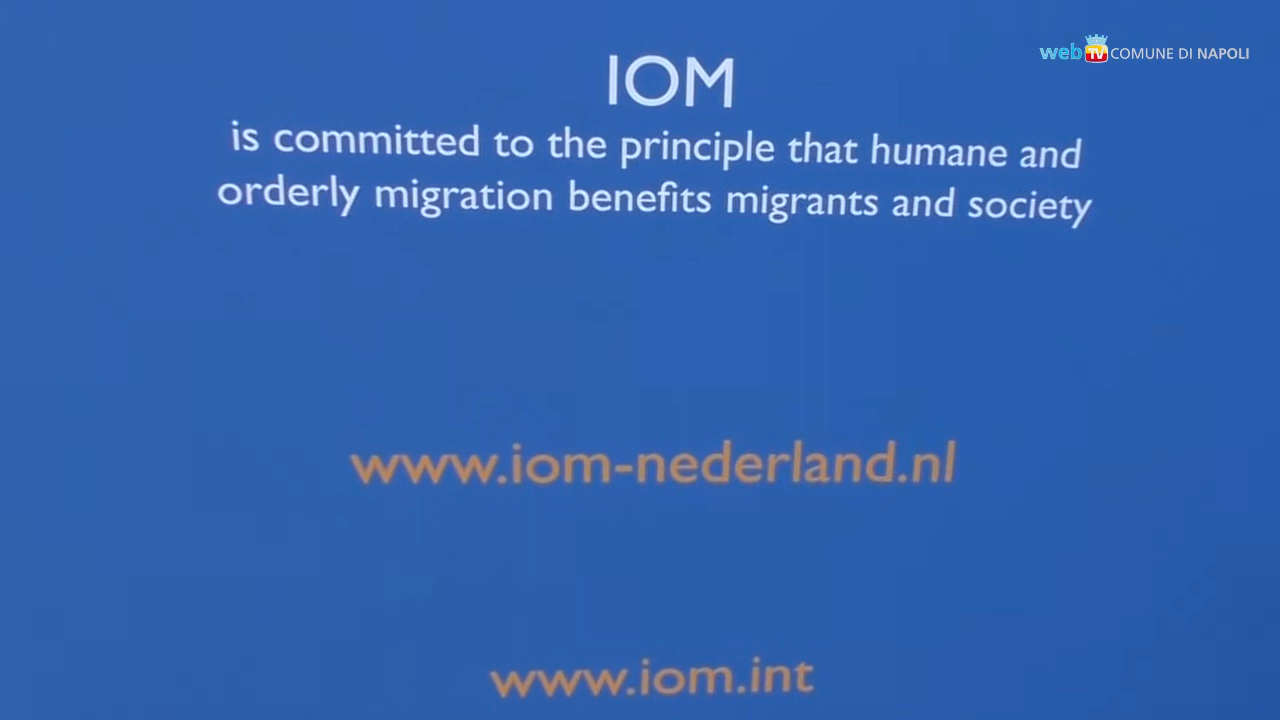 web TV COMUNE DI NAPOLI
IOM
is committed to the principle that humane and
orderly migration benefits migrants and society
www.iom-nederland.nl
www.iom.int